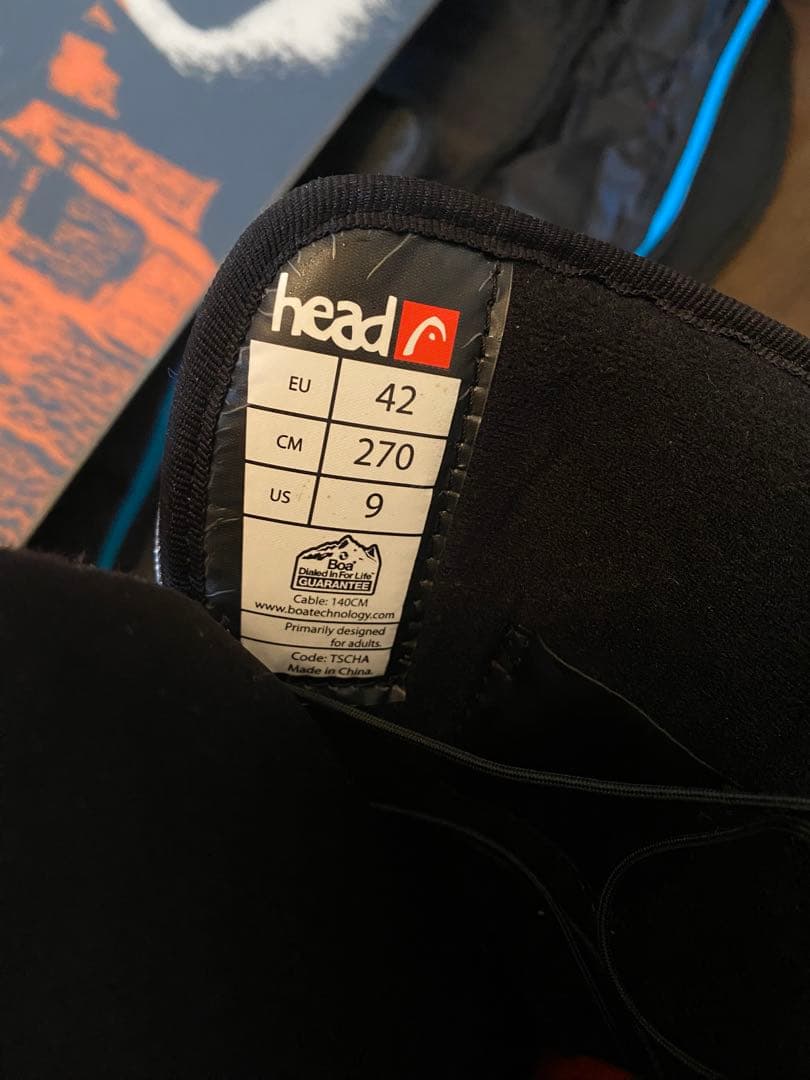 head
EU 42
CM 270
US 9
Boa®
Dialed In For Life™
GUARANTEE
Cable: 140CM
www.boatechnology.com
Primarily designed
for adults.
Code: TSCHA
Made in China.